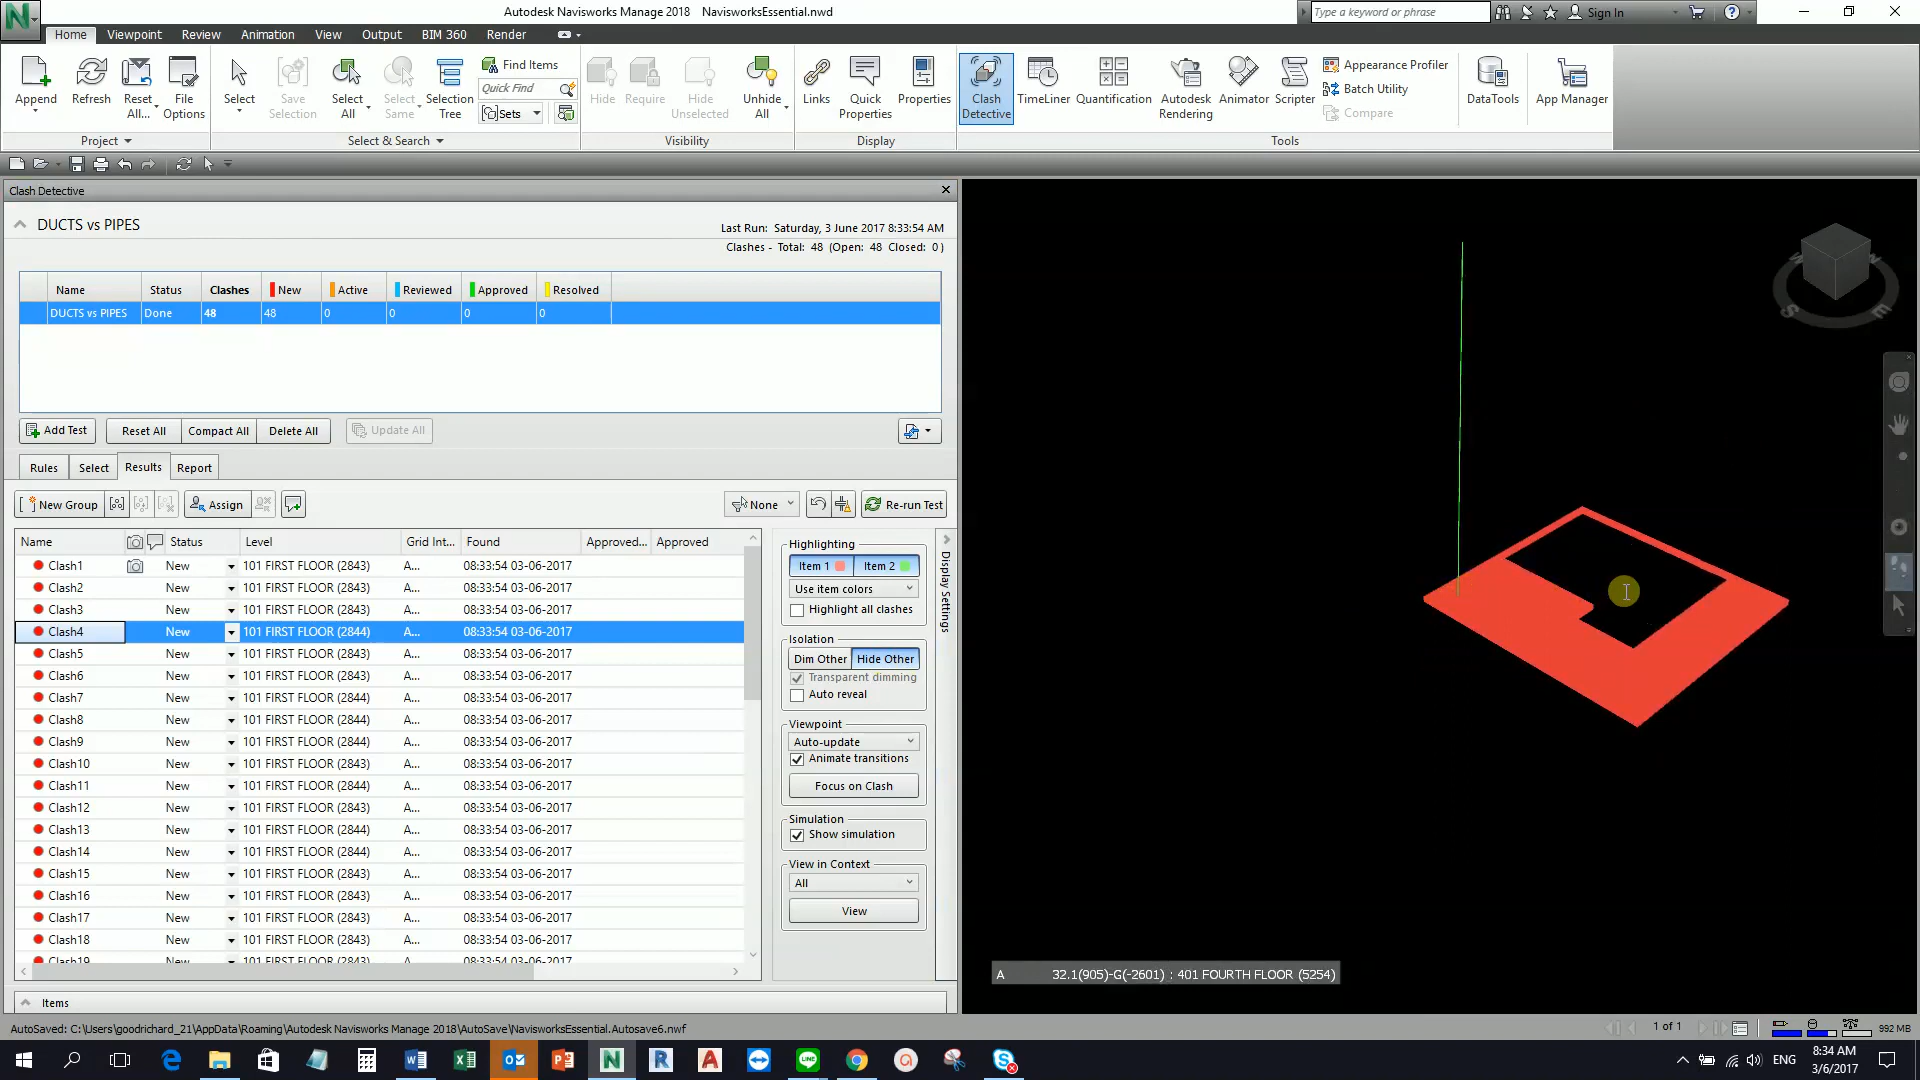 Autodesk Navisworks Manage 2018 NavisworksEssential.nwd
Type a keyword or phrase
Sign In
Home Viewpoint Review Animation View Output BIM 360 Render
Append
Refresh
Reset All...
File Options
Project
Select
Save Selection
Select All
Select Same
Selection Tree
Find Items
Quick Find
Sets
Select & Search
Hide
Require
Hide Unselected
Unhide All
Visibility
Links
Quick Properties
Properties
Display
Clash Detective
TimeLiner
Quantification
Autodesk Rendering
Animator
Scripter
Appearance Profiler
Batch Utility
Compare
Tools
DataTools
App Manager
Clash Detective
DUCTS vs PIPES
Last Run: Saturday, 3 June 2017 8:33:54 AM
Clashes - Total: 48 (Open: 48 Closed: 0)
Name Status Clashes New Active Reviewed Approved Resolved
DUCTS vs PIPES Done 48 48 0 0 0 0
Add Test Reset All Compact All Delete All Update All
Rules Select Results Report
New Group Assign None Re-run Test
Name Status Level Grid Int... Found Approved... Approved
Clash1 New 101 FIRST FLOOR (2843) A... 08:33:54 03-06-2017
Clash2 New 101 FIRST FLOOR (2843) A... 08:33:54 03-06-2017
Clash3 New 101 FIRST FLOOR (2843) A... 08:33:54 03-06-2017
Clash4 New 101 FIRST FLOOR (2844) A... 08:33:54 03-06-2017
Clash5 New 101 FIRST FLOOR (2843) A... 08:33:54 03-06-2017
Clash6 New 101 FIRST FLOOR (2843) A... 08:33:54 03-06-2017
Clash7 New 101 FIRST FLOOR (2844) A... 08:33:54 03-06-2017
Clash8 New 101 FIRST FLOOR (2844) A... 08:33:54 03-06-2017
Clash9 New 101 FIRST FLOOR (2844) A... 08:33:54 03-06-2017
Clash10 New 101 FIRST FLOOR (2843) A... 08:33:54 03-06-2017
Clash11 New 101 FIRST FLOOR (2844) A... 08:33:54 03-06-2017
Clash12 New 101 FIRST FLOOR (2843) A... 08:33:54 03-06-2017
Clash13 New 101 FIRST FLOOR (2844) A... 08:33:54 03-06-2017
Clash14 New 101 FIRST FLOOR (2844) A... 08:33:54 03-06-2017
Clash15 New 101 FIRST FLOOR (2843) A... 08:33:54 03-06-2017
Clash16 New 101 FIRST FLOOR (2843) A... 08:33:54 03-06-2017
Clash17 New 101 FIRST FLOOR (2843) A... 08:33:54 03-06-2017
Clash18 New 101 FIRST FLOOR (2843) A... 08:33:54 03-06-2017
Clash19 New 101 FIRST FLOOR (2843) A... 08:33:54 03-06-2017
Highlighting
Item 1 Item 2
Use item colors
Highlight all clashes
Isolation
Dim Other Hide Other
Transparent dimming
Auto reveal
Viewpoint
Auto-update
Animate transitions
Focus on Clash
Simulation
Show simulation
View in Context
All
View
Display Settings
Items
S E
A 32.1(905)-G(-2601) : 401 FOURTH FLOOR (5254)
AutoSaved: C:\Users\goodrichard_21\AppData\Roaming\Autodesk Navisworks Manage 2018\AutoSave\NavisworksEssential.Autosave6.nwf
1 of 1
992 MB
ENG
8:34 AM
3/6/2017